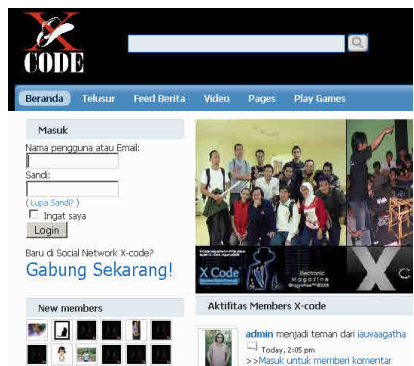 X
CODE
Beranda Telusur Feed Berita Video Pages Play Games
Masuk
Nama pengguna atau Email:
Sandi:
( Lupa Sandi? )
Ingat saya
Login
Baru di Social Network X-code?
Gabung Sekarang!
New members
X Code
Electronic
Magazine
X C
Aktifitas Members X-code
admin menjadi teman dari iauvaagatha
Today, 2:05 pm
>>Masuk untuk memberi komentar